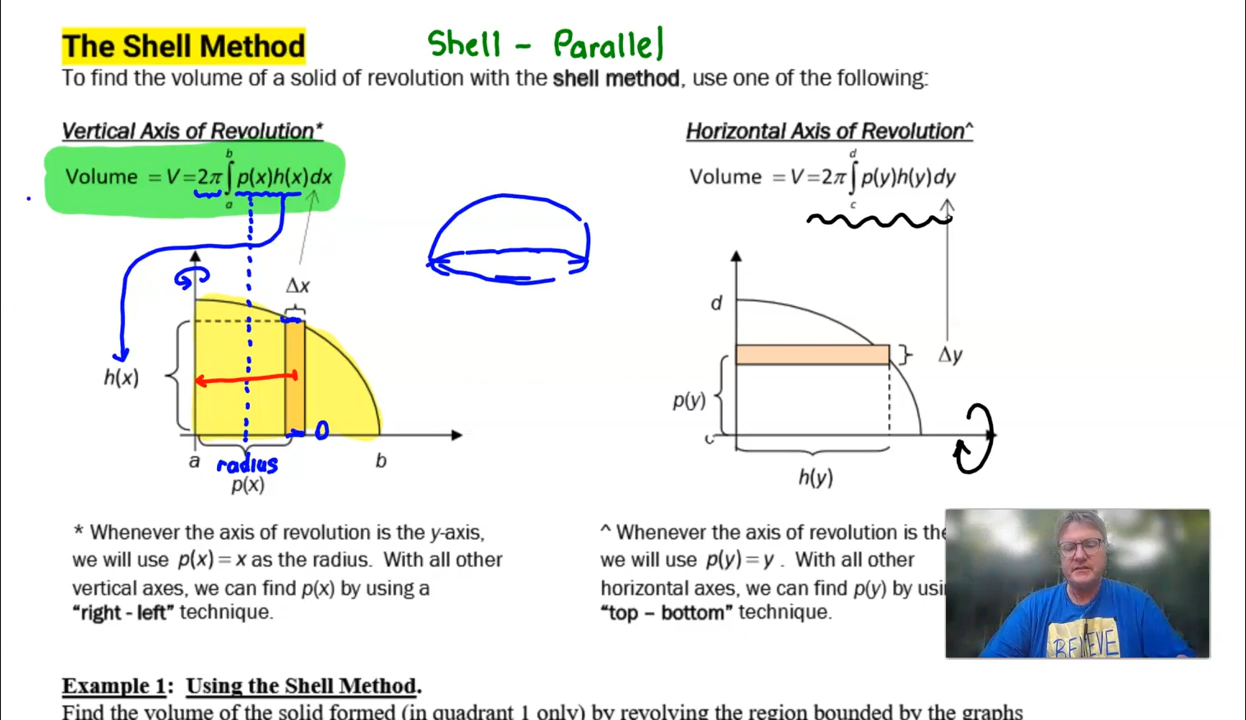 The Shell Method
Shell - Parallel
To find the volume of a solid of revolution with the shell method, use one of the following:
Vertical Axis of Revolution*
Volume = V = 2π ∫_a^b p(x)h(x)dx
Δx
h(x)
0
a
radius
b
p(x)
Horizontal Axis of Revolution^
Volume = V = 2π ∫_c^d p(y)h(y)dy
d
Δy
p(y)
h(y)
* Whenever the axis of revolution is the y-axis,
we will use p(x) = x as the radius. With all other
vertical axes, we can find p(x) by using a
"right - left" technique.
^ Whenever the axis of revolution is the
we will use p(y) = y . With all other
horizontal axes, we can find p(y) by usi
"top – bottom" technique.
BELIEVE
Example 1: Using the Shell Method.
Find the volume of the solid formed (in quadrant 1 only) by revolving the region bounded by the graphs